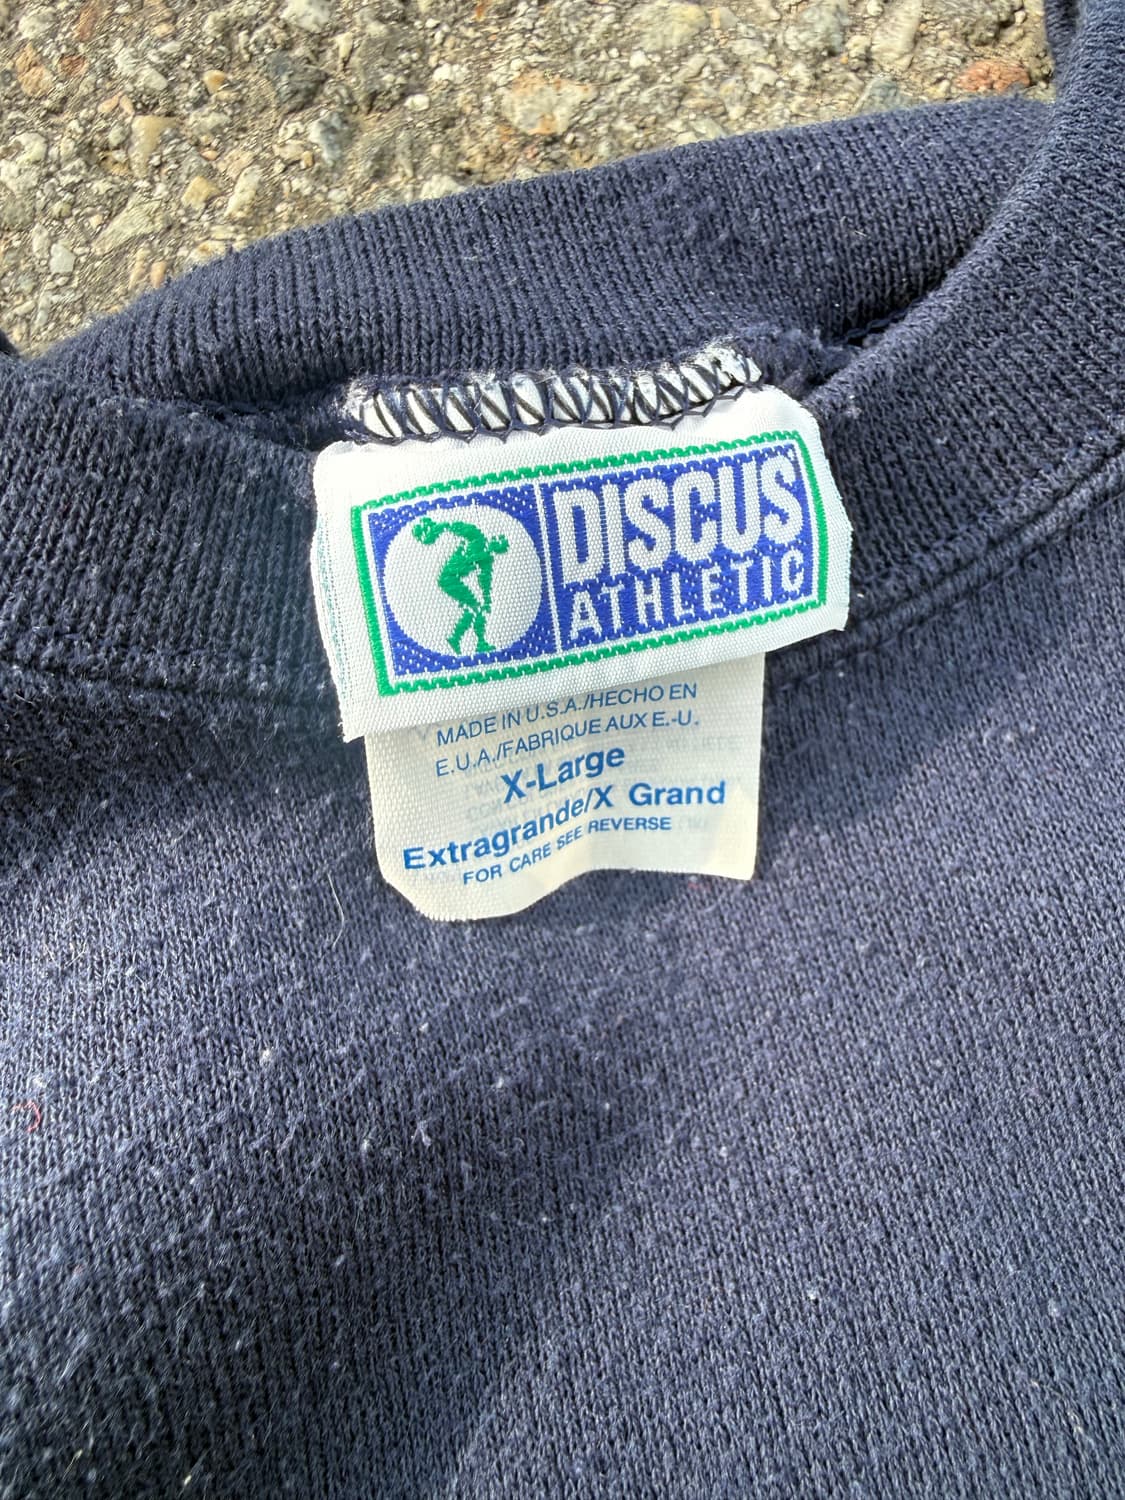 DISCUS
ATHLETIC
MADE IN U.S.A./HECHO EN
E.U.A./FABRIQUE AUX E.-U.
X-Large
Extragrande/X Grand
FOR CARE SEE REVERSE